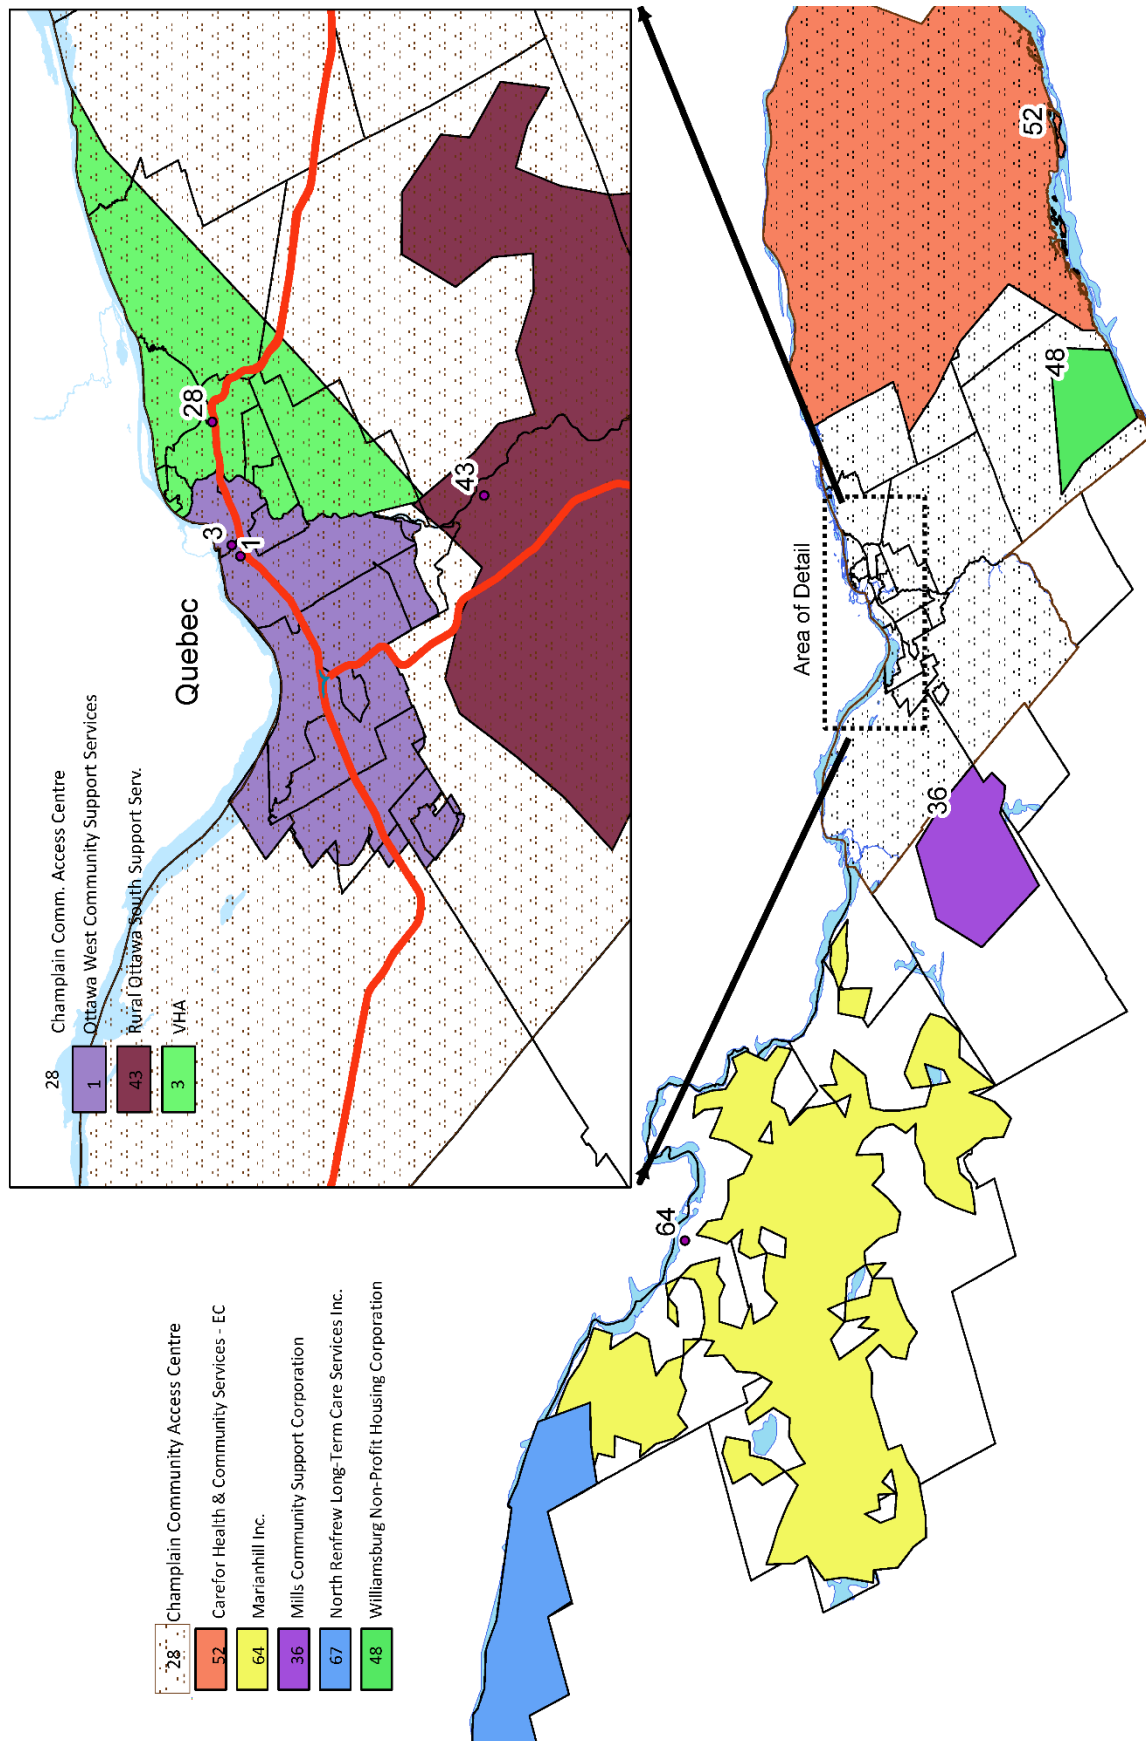 28 Champlain Comm. Access Centre
1 Ottawa West Community Support Services
43 Rural Ottawa South Support Serv.
3 VHA
Quebec
3
1
28
43
28 Champlain Community Access Centre
52 Carefor Health & Community Services - EC
64 Marianhill Inc.
36 Mills Community Support Corporation
67 North Renfrew Long-Term Care Services Inc.
48 Williamsburg Non-Profit Housing Corporation
64
36
Area of Detail
48
52